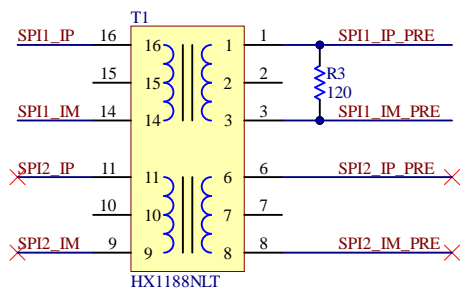 T1
SPI1_IP 16 16 1 1 SPI1_IP_PRE
15 15 2 2
R3
120
SPI1_IM 14 14 3 3 SPI1_IM_PRE
SPI2_IP 11 11 6 6 SPI2_IP_PRE
10 10 7 7
SPI2_IM 9 9 8 8 SPI2_IM_PRE
HX1188NLT